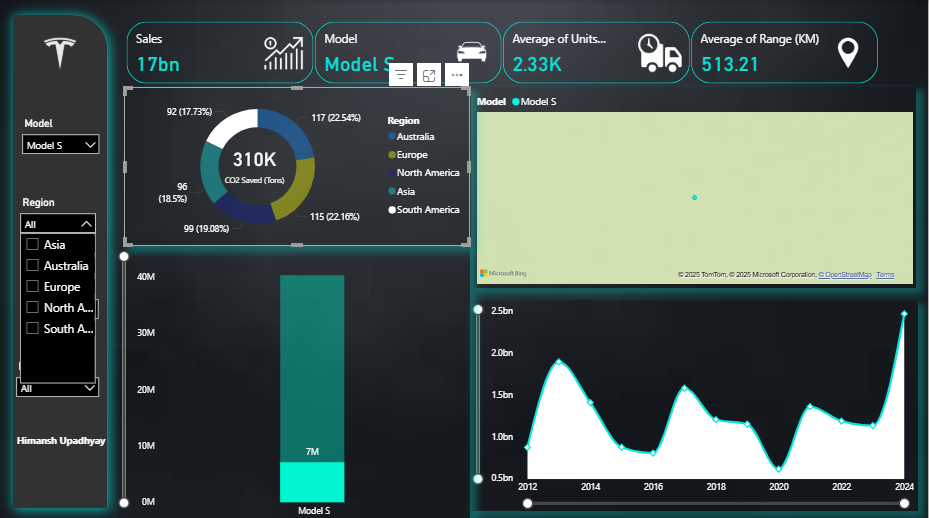 Sales
17bn
Model
Model S
Average of Units...
2.33K
Average of Range (KM)
513.21
Model
Model S
Region
All
Asia
Australia
Europe
North A...
South A...
All
Himansh Upadhyay
92 (17.73%)
117 (22.54%)
96
(18.5%)
99 (19.08%)
115 (22.16%)
310K
CO2 Saved (Tons)
Region
Australia
Europe
North America
Asia
South America
Model
Model S
Microsoft Bing
© 2025 TomTom, © 2025 Microsoft Corporation, © OpenStreetMap Terms
40M
30M
20M
10M
0M
7M
Model S
2.5bn
2.0bn
1.5bn
1.0bn
0.5bn
2012 2014 2016 2018 2020 2022 2024